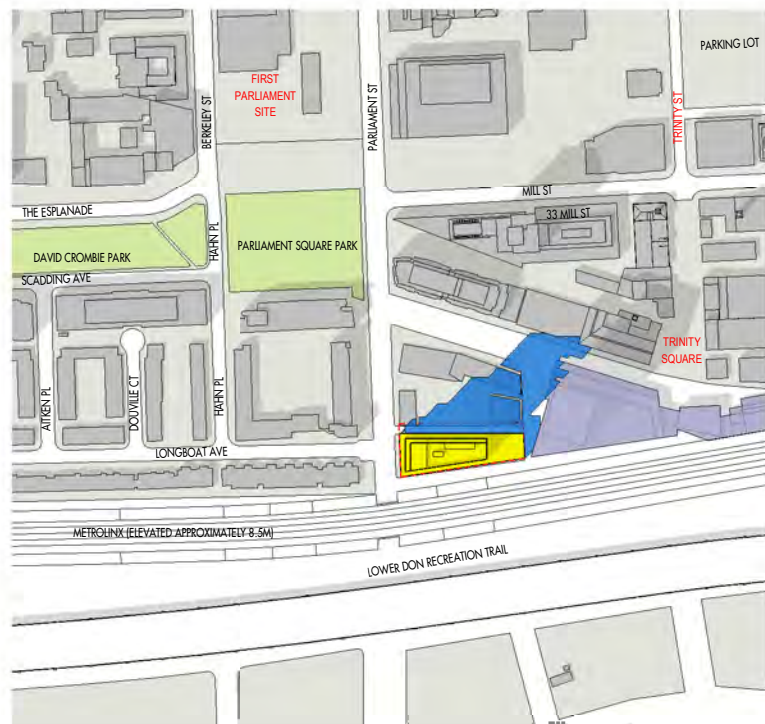 PARKING LOT
FIRST
PARLIAMENT
SITE
BERKELEY ST
PARLIAMENT ST
TRINITY ST
MILL ST
THE ESPLANADE
33 MILL ST
HAHN PL
DAVID CROMBIE PARK
PARLIAMENT SQUARE PARK
SCADDING AVE
TRINITY
SQUARE
AITKEN PL
DOUVILLE CT
HAHN PL
LONGBOAT AVE
METROLINX (ELEVATED APPROXIMATELY 8.5M)
LOWER DON RECREATION TRAIL